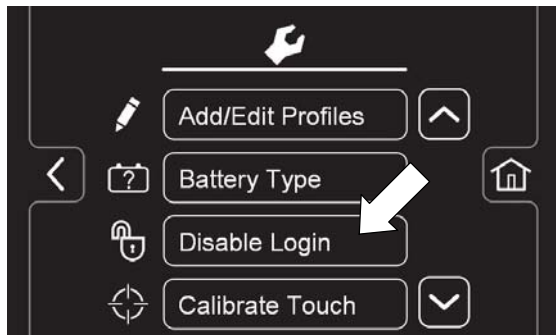 Add/Edit Profiles
Battery Type
Disable Login
Calibrate Touch